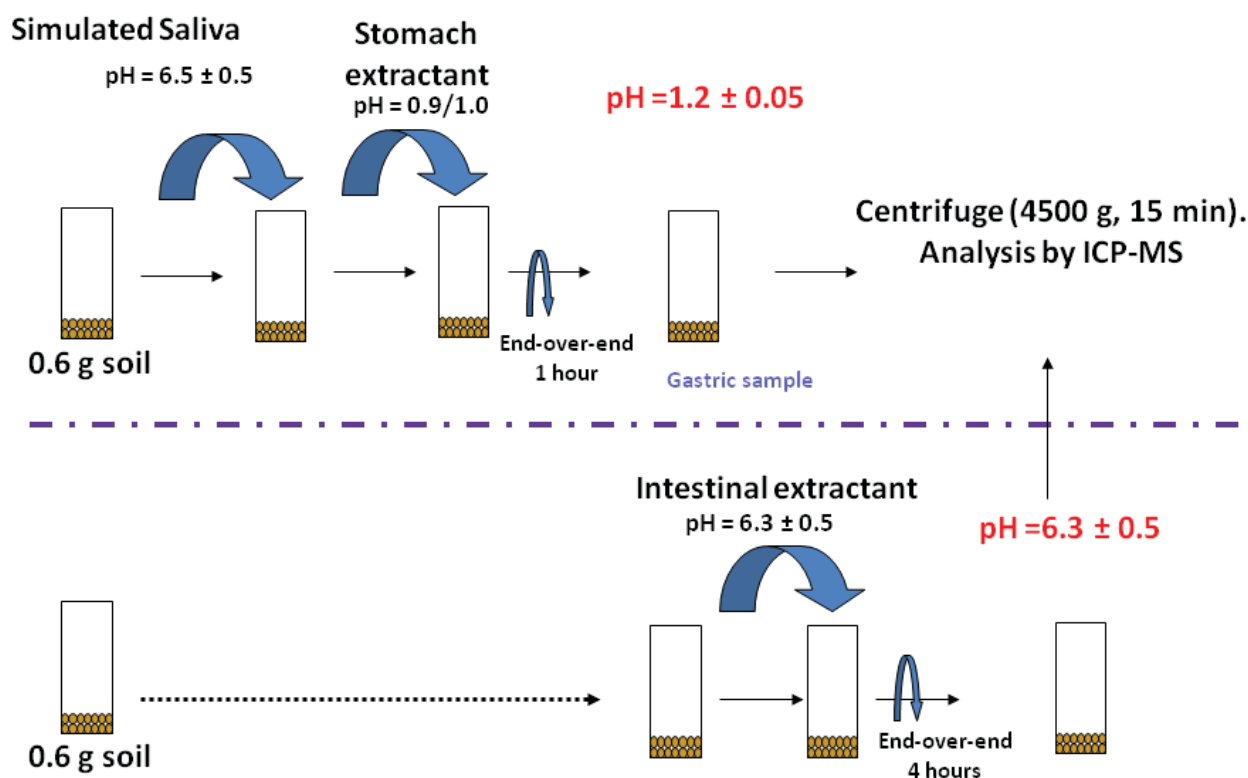 Simulated Saliva
pH = 6.5 ± 0.5
Stomach
extractant
pH = 0.9/1.0
pH =1.2 ± 0.05
Centrifuge (4500 g, 15 min).
Analysis by ICP-MS
0.6 g soil
End-over-end
1 hour
Gastric sample
Intestinal extractant
pH = 6.3 ± 0.5
pH =6.3 ± 0.5
0.6 g soil
End-over-end
4 hours